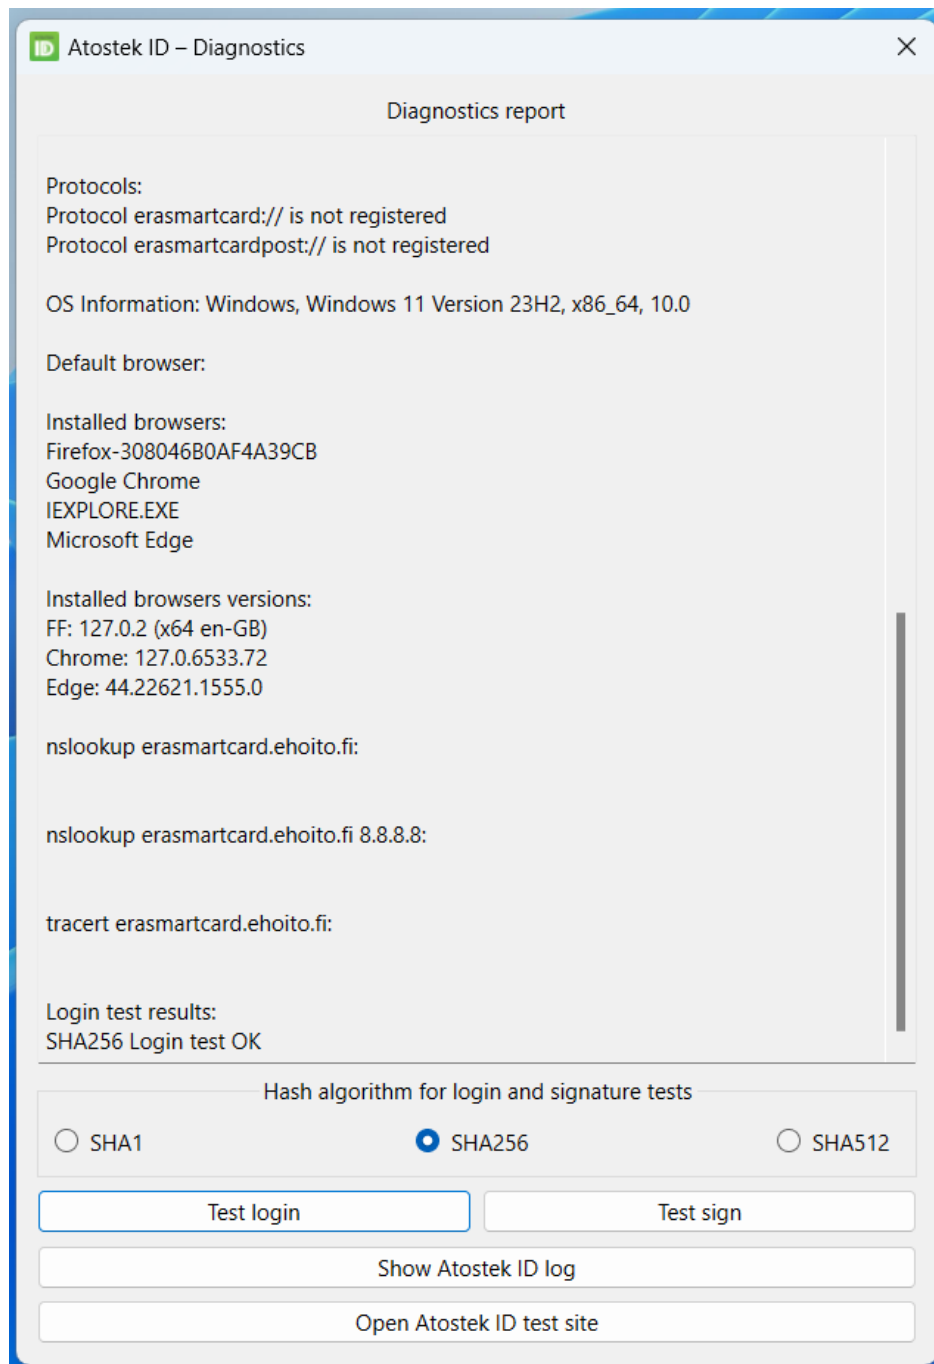 ID Atostek ID – Diagnostics
Diagnostics report
Protocols:
Protocol erasmartcard:// is not registered
Protocol erasmartcardpost:// is not registered
OS Information: Windows, Windows 11 Version 23H2, x86_64, 10.0
Default browser:
Installed browsers:
Firefox-308046B0AF4A39CB
Google Chrome
IEXPLORE.EXE
Microsoft Edge
Installed browsers versions:
FF: 127.0.2 (x64 en-GB)
Chrome: 127.0.6533.72
Edge: 44.22621.1555.0
nslookup erasmartcard.ehoito.fi:
nslookup erasmartcard.ehoito.fi 8.8.8.8:
tracert erasmartcard.ehoito.fi:
Login test results:
SHA256 Login test OK
Hash algorithm for login and signature tests
SHA1 SHA256 SHA512
Test login Test sign
Show Atostek ID log
Open Atostek ID test site